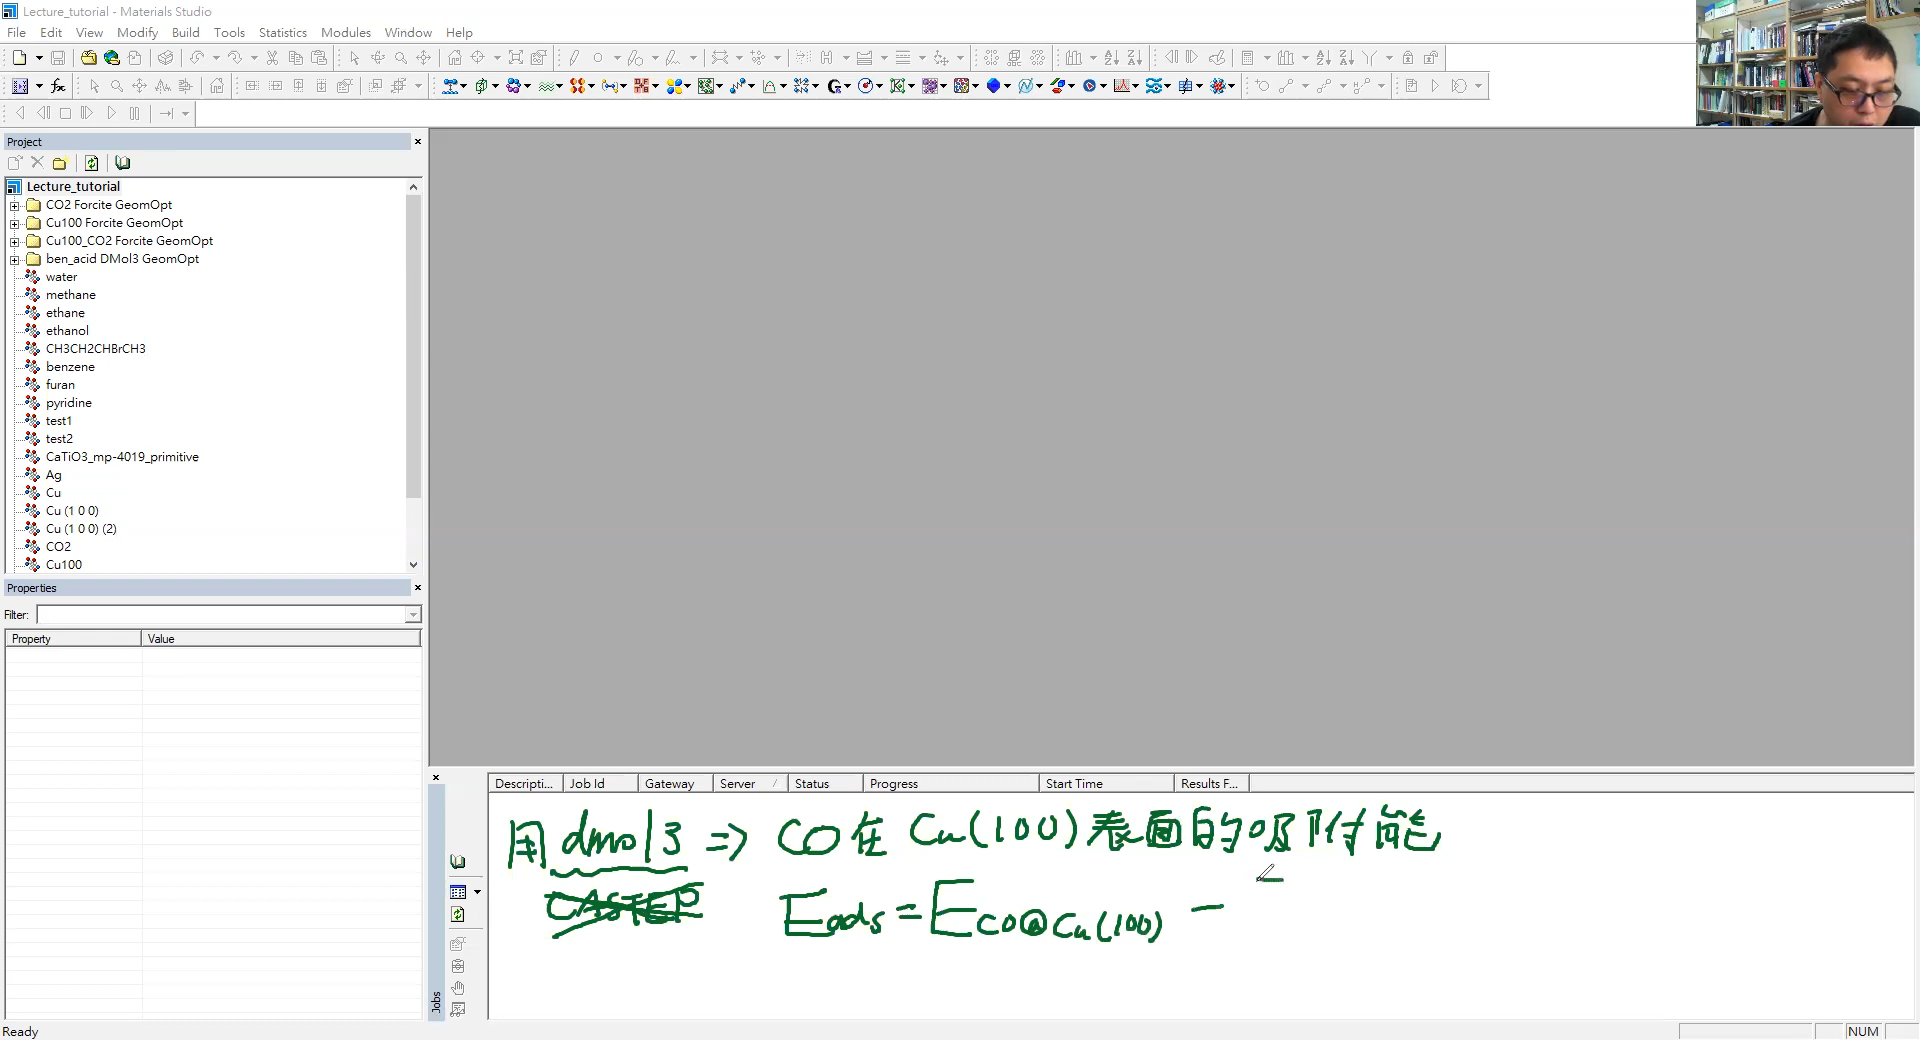 Lecture_tutorial - Materials Studio
File Edit View Modify Build Tools Statistics Modules Window Help
Project
Lecture_tutorial
CO2 Forcite GeomOpt
Cu100 Forcite GeomOpt
Cu100_CO2 Forcite GeomOpt
ben_acid DMol3 GeomOpt
water
methane
ethane
ethanol
CH3CH2CHBrCH3
benzene
furan
pyridine
test1
test2
CaTiO3_mp-4019_primitive
Ag
Cu
Cu (1 0 0)
Cu (1 0 0) (2)
CO2
Cu100
Properties
Filter:
Property Value
Descripti... Job Id Gateway Server / Status Progress Start Time Results F...
用 dmol3 => CO在 Cu(100)表面的吸附能
CASTEP Eads = ECO@Cu(100) -
Jobs
Ready NUM